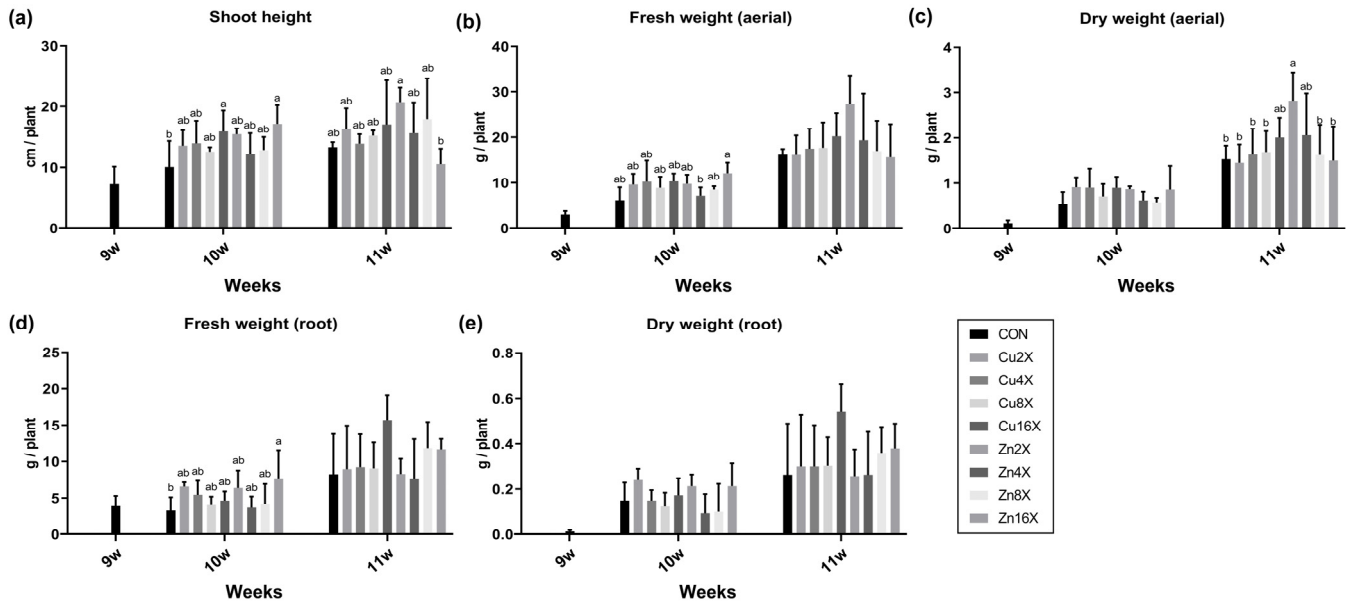 (a)
Shoot height
cm / plant
30
20
10
0
b
ab
ab
ab
a
ab
ab
ab
a
ab
ab
ab
ab
ab
a
ab
ab
b
9w
10w
11w
Weeks
(b)
Fresh weight (aerial)
g / plant
40
30
20
10
0
ab
ab
ab
ab
ab
ab
b
ab
a
9w
10w
11w
Weeks
(c)
Dry weight (aerial)
g / plant
4
3
2
1
0
b
b
b
b
ab
a
ab
b
b
9w
10w
11w
Weeks
(d)
Fresh weight (root)
g / plant
25
20
15
10
5
0
b
ab
ab
ab
ab
ab
ab
ab
a
9w
10w
11w
Weeks
(e)
Dry weight (root)
g / plant
0.8
0.6
0.4
0.2
0.0
9w
10w
11w
Weeks
CON
Cu2X
Cu4X
Cu8X
Cu16X
Zn2X
Zn4X
Zn8X
Zn16X